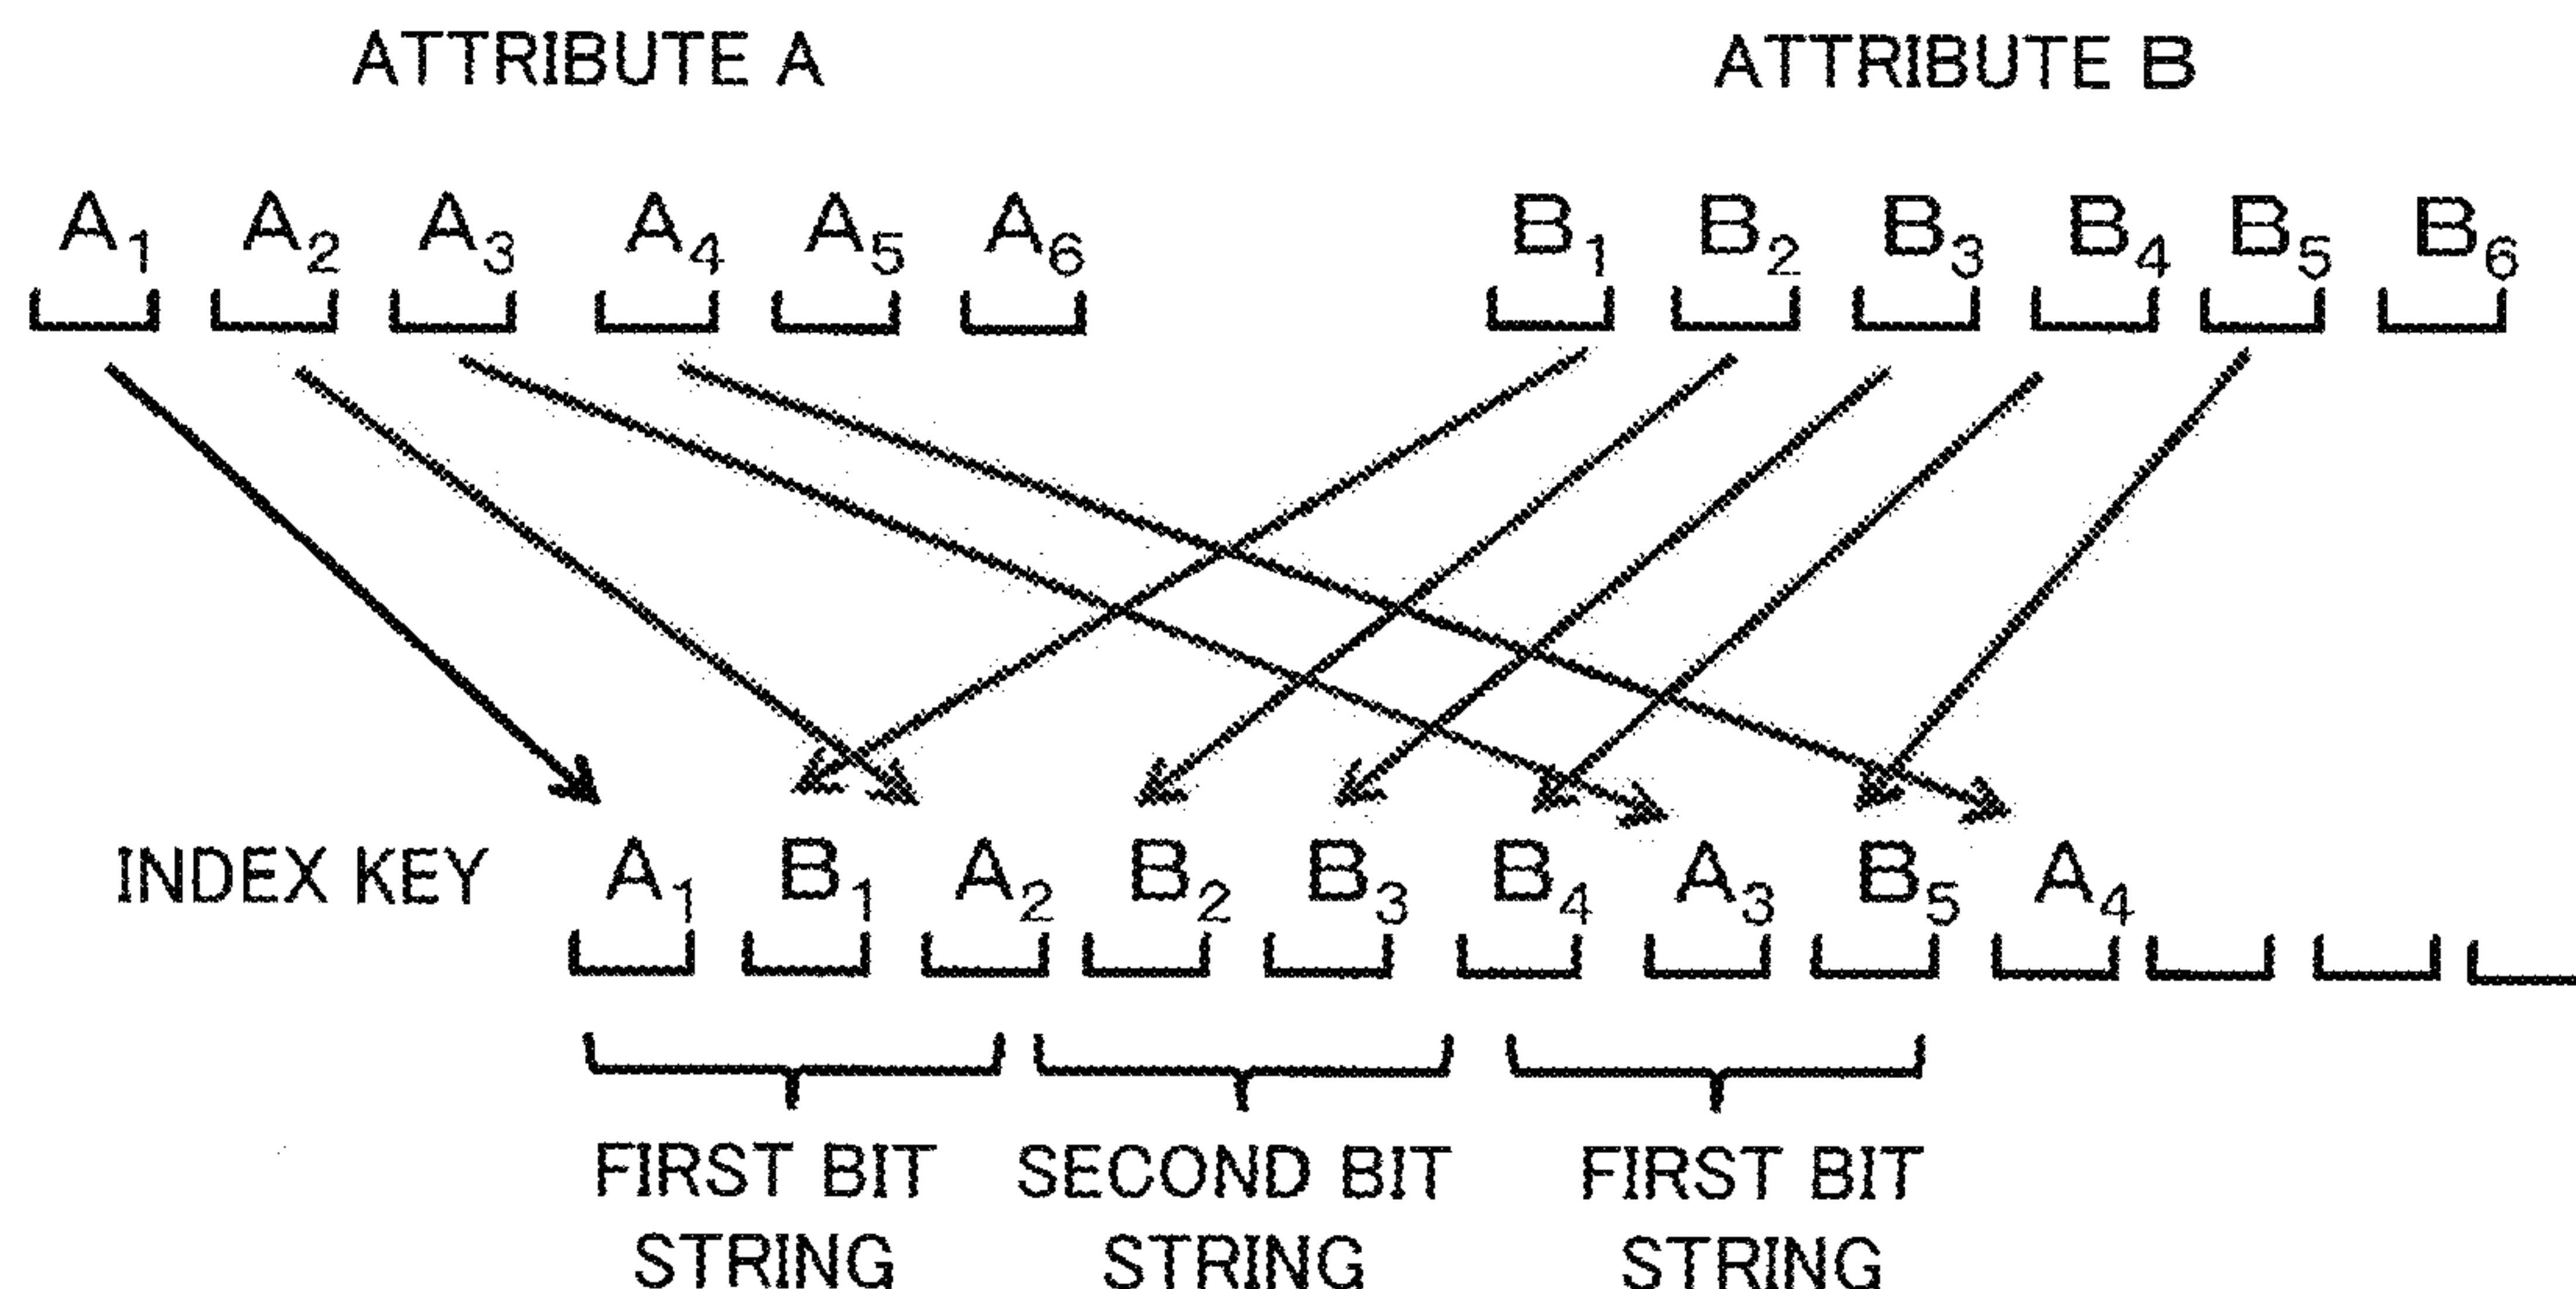 ATTRIBUTE A ATTRIBUTE B
A₁ A₂ A₃ A₄ A₅ A₆ B₁ B₂ B₃ B₄ B₅ B₆
INDEX KEY A₁ B₁ A₂ B₂ B₃ B₄ A₃ B₅ A₄
FIRST BIT SECOND BIT FIRST BIT
STRING STRING STRING